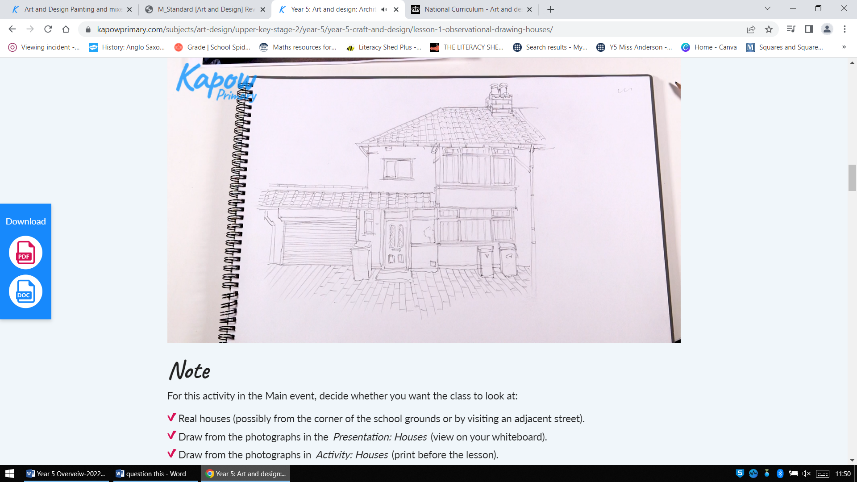 Art and Design Painting and mixe
M_Standard (Art and Design) Rev
Year 5: Art and design: Archit
National Curriculum - Art and de
kapowprimary.com/subjects/art-design/upper-key-stage-2/year-5/year-5-craft-and-design/lesson-1-observational-drawing-houses/
Viewing incident -...
History: Anglo Saxo...
Grade | School Spid...
Maths resources for...
Literacy Shed Plus -...
THE LITERACY SHE...
Search results - My...
Y5 Miss Anderson -...
Home - Canva
Squares and Square...
»
Kapow
Primary
Download
PDF
DOC
Note
For this activity in the Main event, decide whether you want the class to look at:
Real houses (possibly from the corner of the school grounds or by visiting an adjacent street).
Draw from the photographs in the Presentation: Houses (view on your whiteboard).
Draw from the photographs in Activity: Houses (print before the lesson).
Year 5 Overveiw-2022...
question this - Word
Year 5: Art and design...
11:50